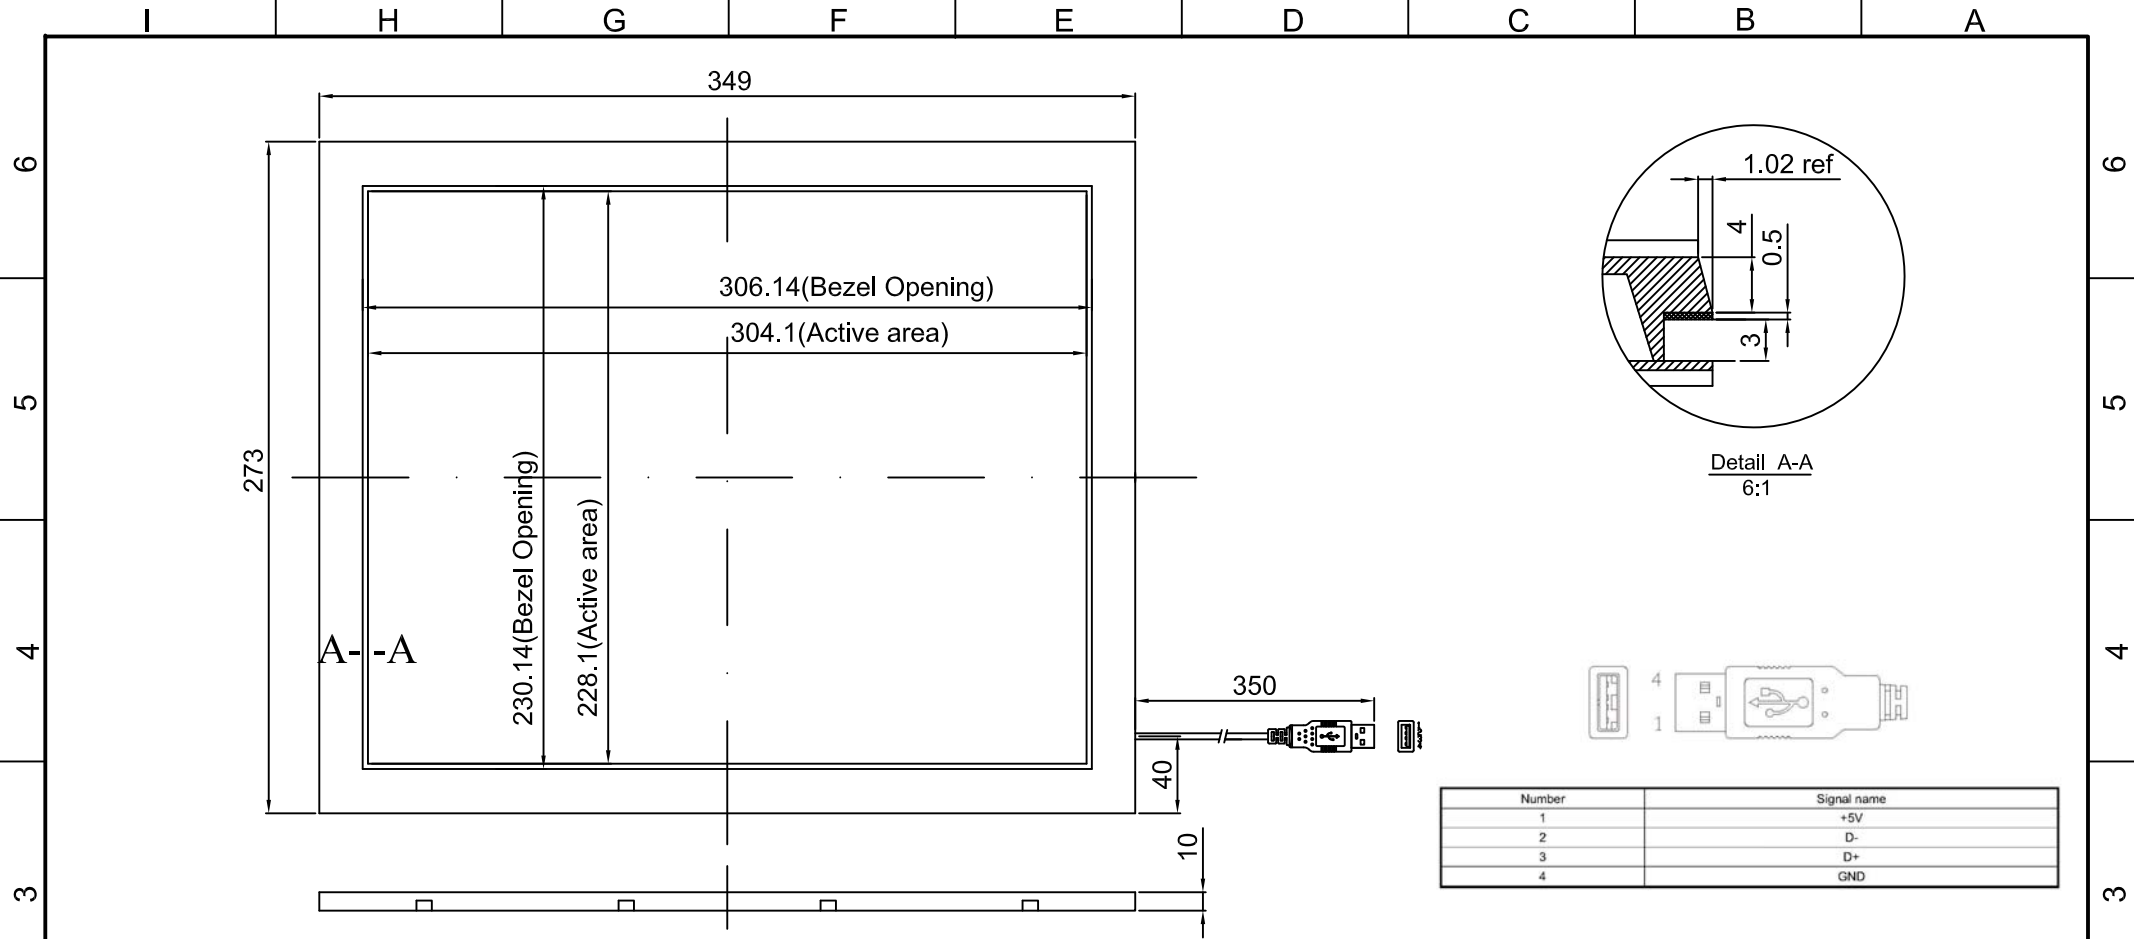 I H G F E D C B A
349
6 6
1.02 ref
4
0.5
306.14(Bezel Opening)
304.1(Active area)
3
5 5
273
Detail A-A
6:1
230.14(Bezel Opening)
228.1(Active area)
A- -A
4 4
350
4
1
40
Number Signal name
1 +5V
2 D-
3 D+
4 GND
10
3 3